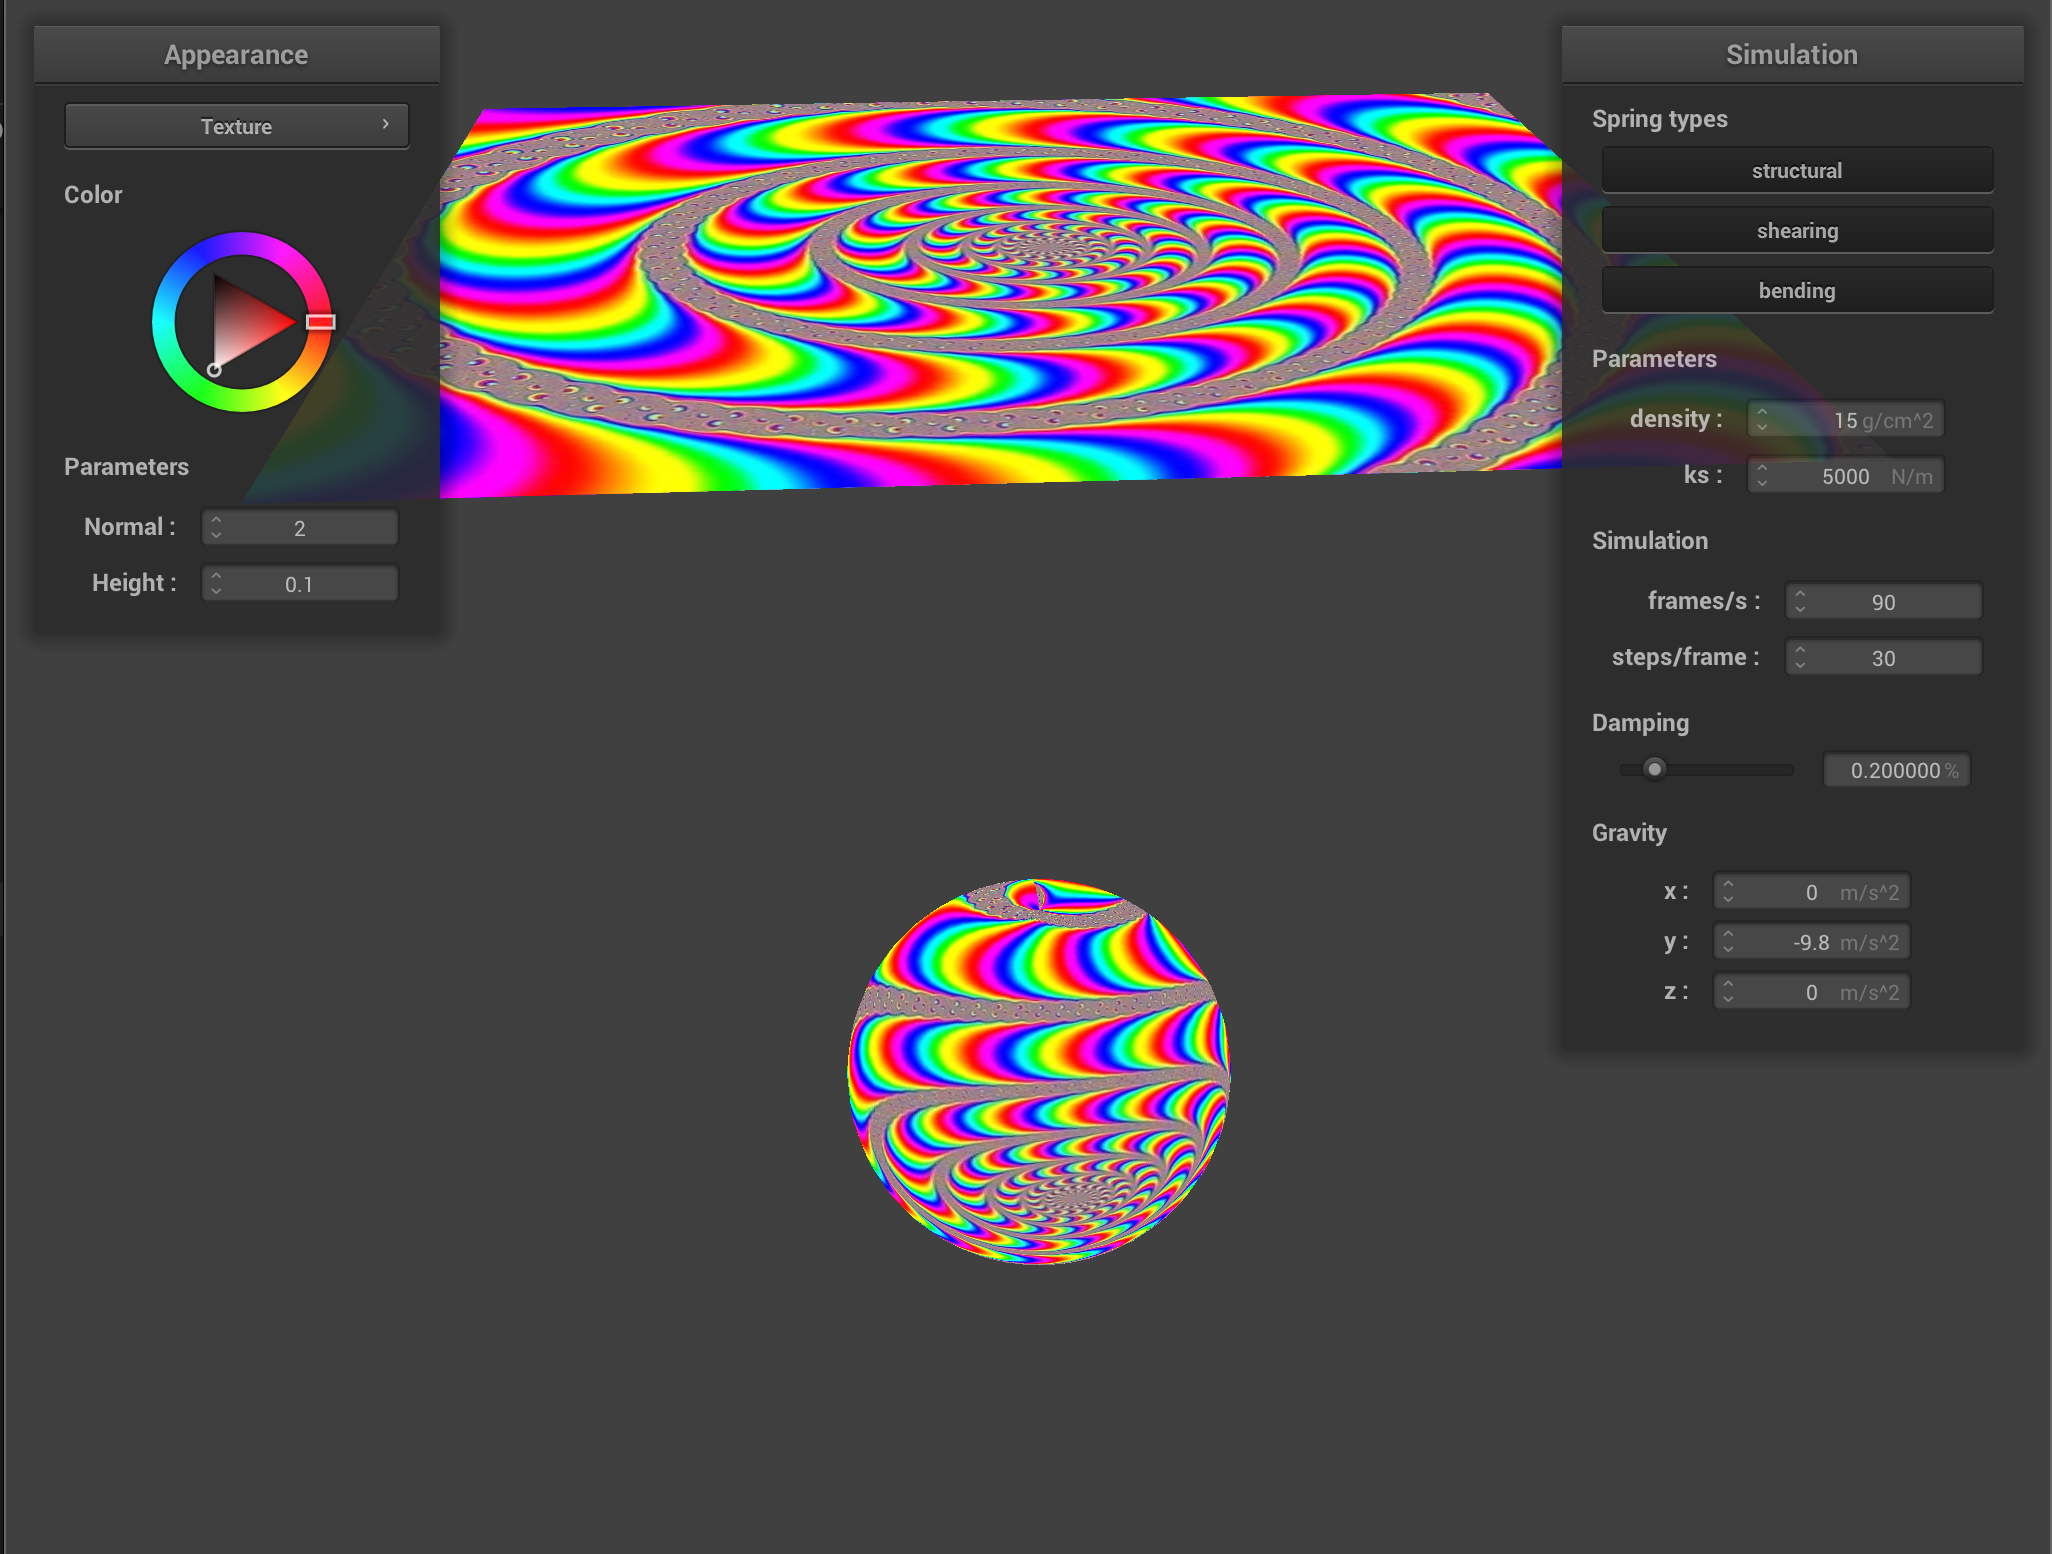 Appearance
Texture
Color
Parameters
Normal : 2
Height : 0.1
Simulation
Spring types
structural
shearing
bending
Parameters
density : 15 g/cm^2
ks : 5000 N/m
Simulation
frames/s : 90
steps/frame : 30
Damping
0.200000 %
Gravity
x : 0 m/s^2
y : -9.8 m/s^2
z : 0 m/s^2